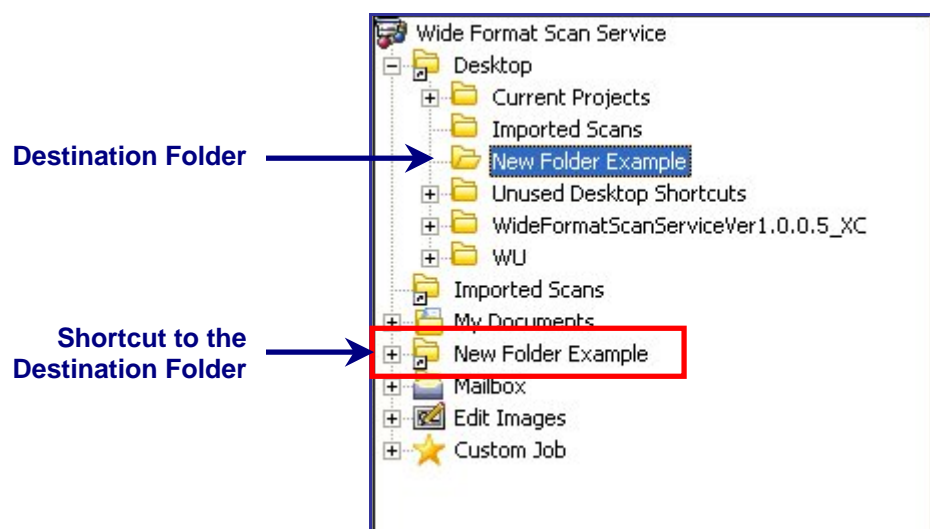 Wide Format Scan Service
Desktop
Current Projects
Imported Scans
Destination Folder
New Folder Example
Unused Desktop Shortcuts
WideFormatScanServiceVer1.0.0.5_XC
WU
Imported Scans
My Documents
Shortcut to the
Destination Folder
New Folder Example
Mailbox
Edit Images
Custom Job